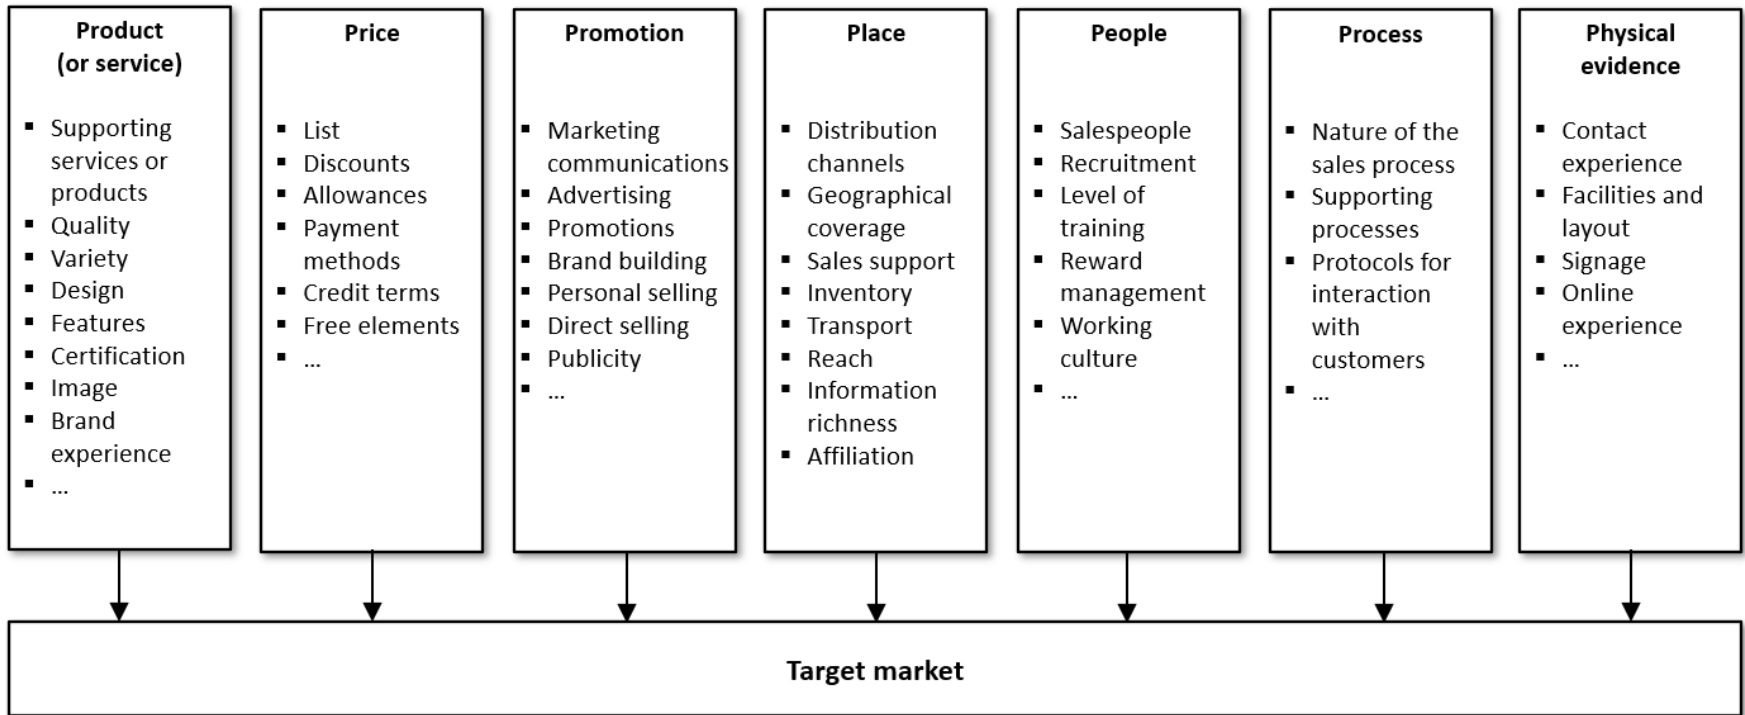 Product
(or service)
▪ Supporting
services or
products
▪ Quality
▪ Variety
▪ Design
▪ Features
▪ Certification
▪ Image
▪ Brand
experience
▪ ...
Price
▪ List
▪ Discounts
▪ Allowances
▪ Payment
methods
▪ Credit terms
▪ Free elements
▪ ...
Promotion
▪ Marketing
communications
▪ Advertising
▪ Promotions
▪ Brand building
▪ Personal selling
▪ Direct selling
▪ Publicity
▪ ...
Place
▪ Distribution
channels
▪ Geographical
coverage
▪ Sales support
▪ Inventory
▪ Transport
▪ Reach
▪ Information
richness
▪ Affiliation
People
▪ Salespeople
▪ Recruitment
▪ Level of
training
▪ Reward
management
▪ Working
culture
▪ ...
Process
▪ Nature of the
sales process
▪ Supporting
processes
▪ Protocols for
interaction
with
customers
▪ ...
Physical
evidence
▪ Contact
experience
▪ Facilities and
layout
▪ Signage
▪ Online
experience
▪ ...
Target market